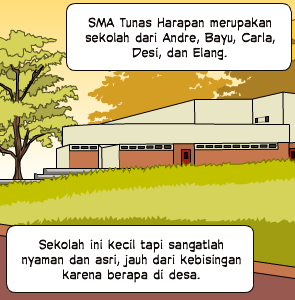 SMA Tunas Harapan merupakan
sekolah dari Andre, Bayu, Carla,
Desi, dan Elang.
Sekolah ini kecil tapi sangatlah
nyaman dan asri, jauh dari kebisingan
karena berapa di desa.